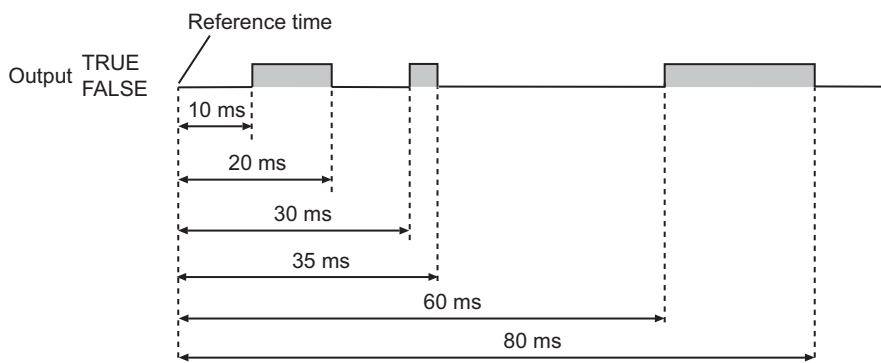 Reference time
Output TRUE
FALSE
10 ms
20 ms
30 ms
35 ms
60 ms
80 ms